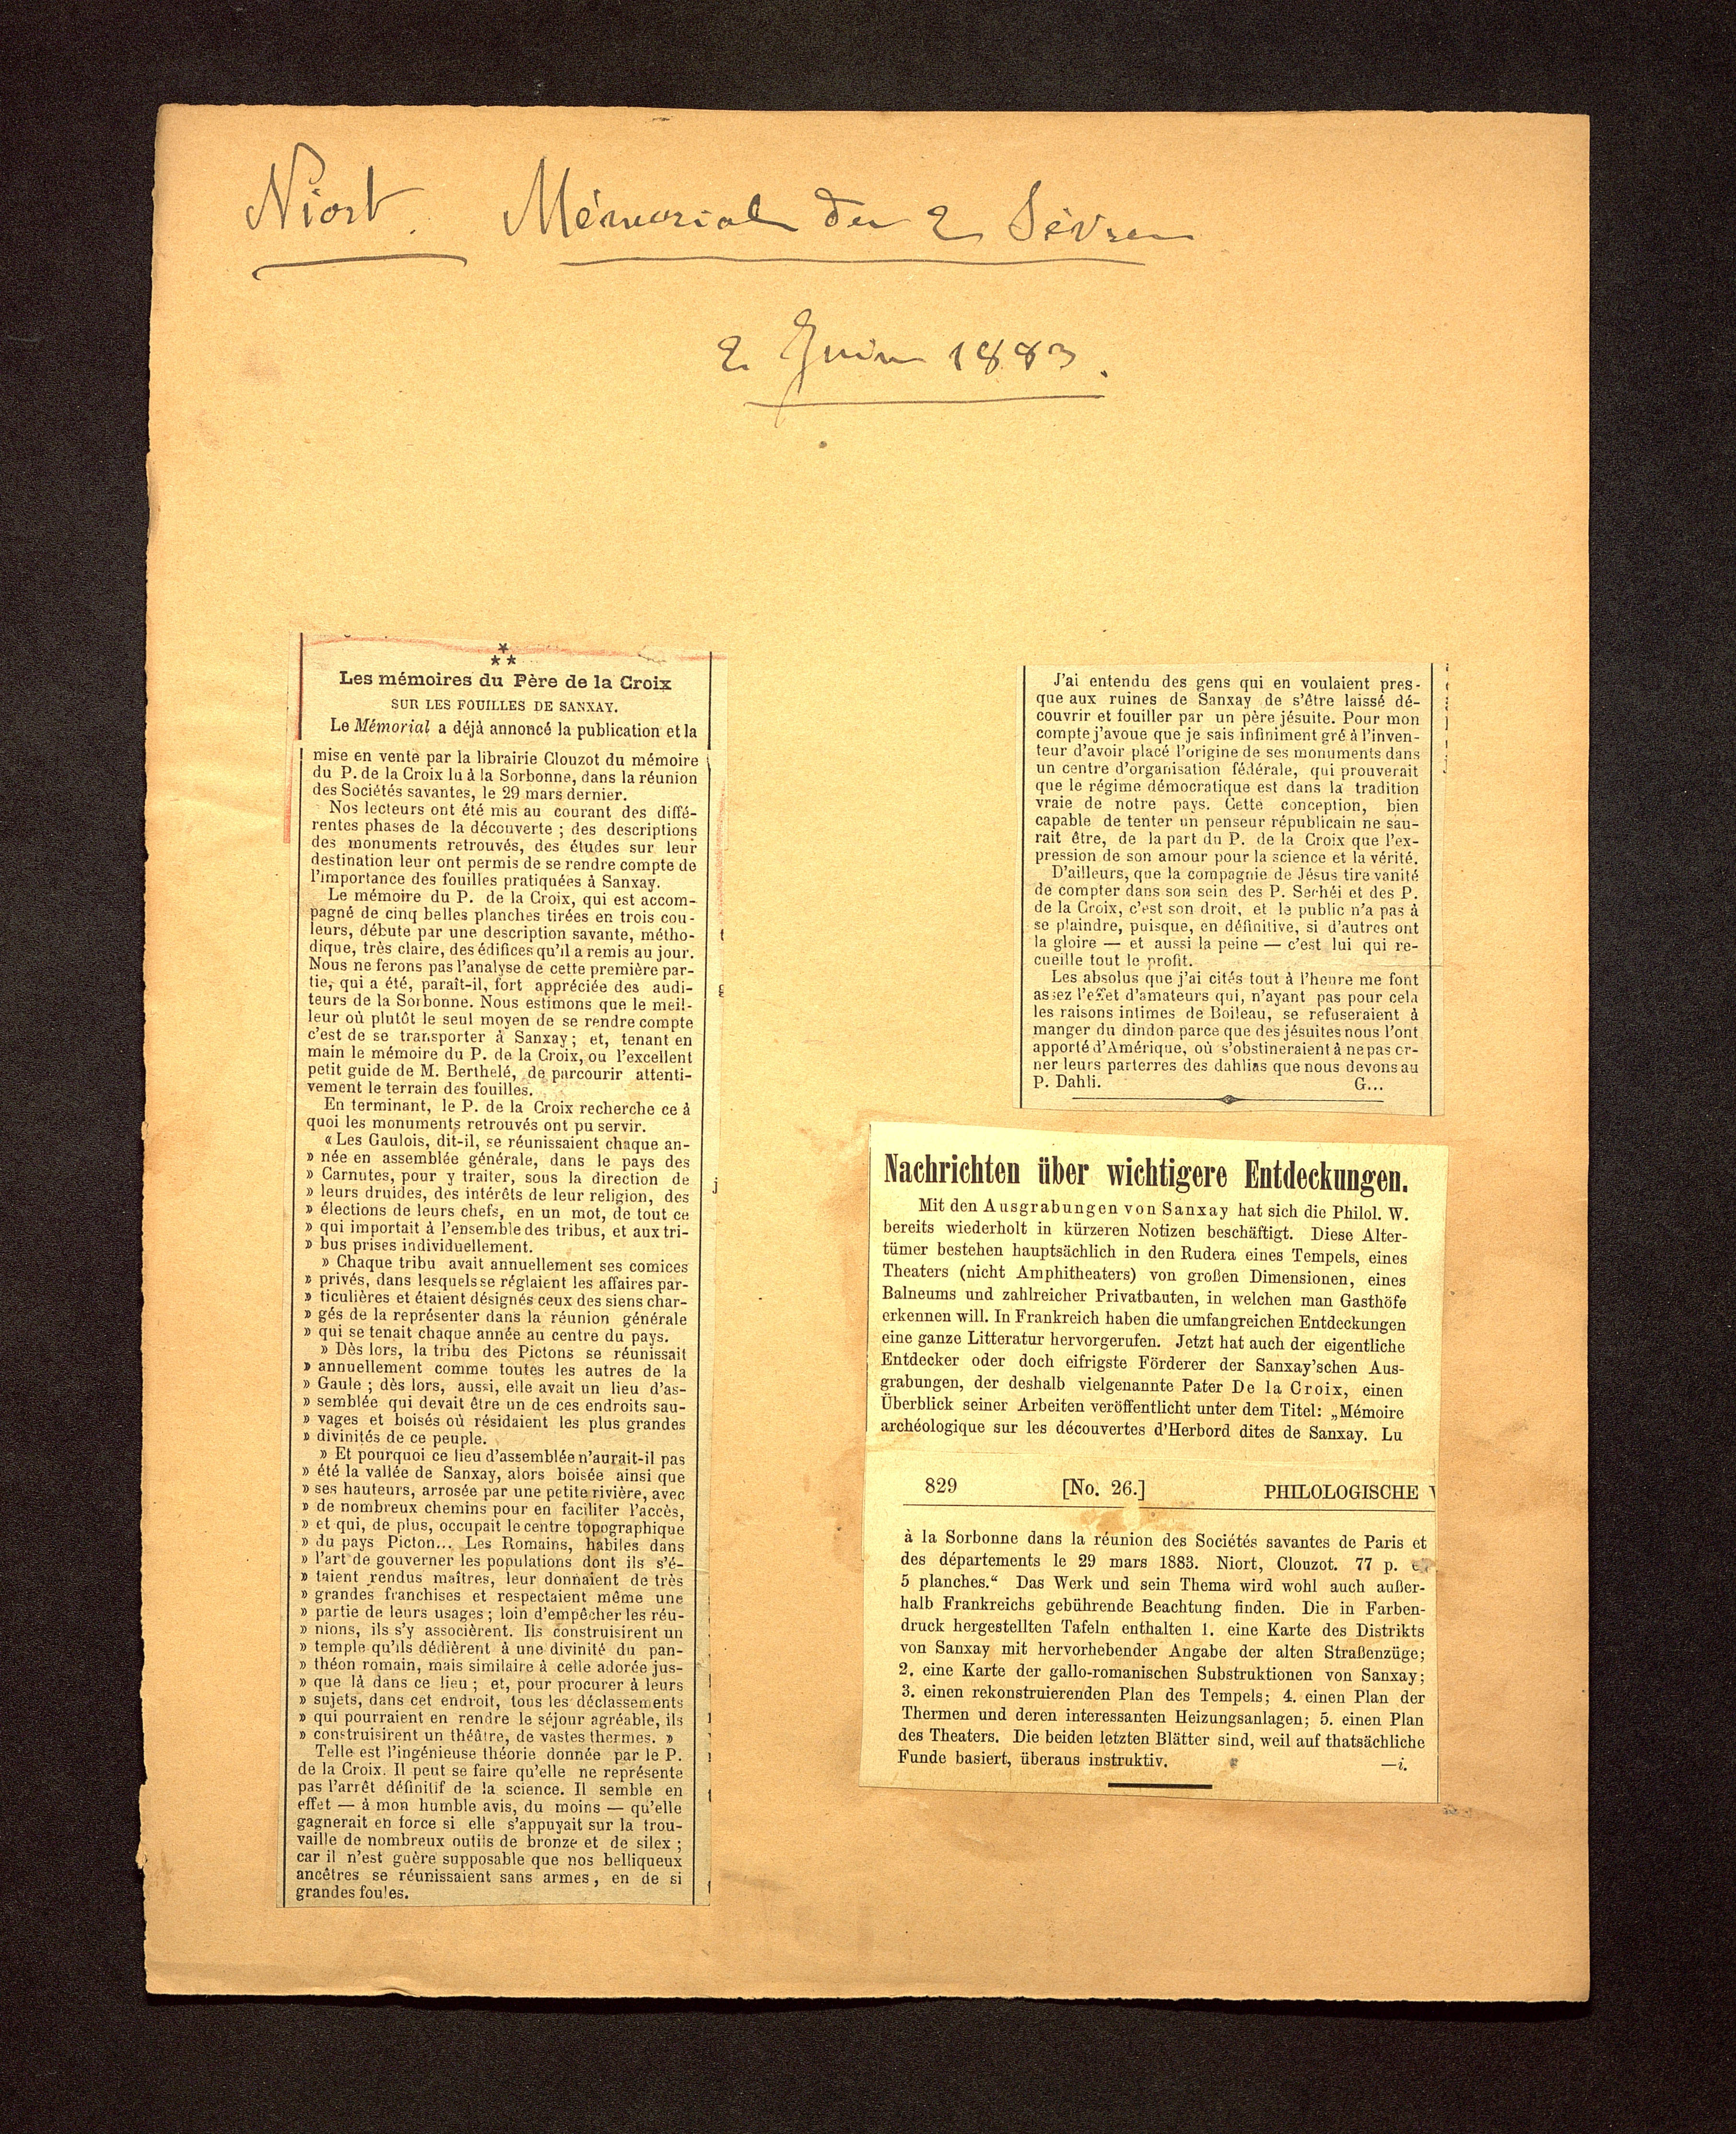 Niort. Mémorial des 2 Sèvres
2 Juin 1883.
*
* *
Les mémoires du Père de la Croix
SUR LES FOUILLES DE SANXAY.
Le Mémorial a déjà annoncé la publication et la
mise en vente par la librairie Clouzot du mémoire
du P. de la Croix lu à la Sorbonne, dans la réunion
des Sociétés savantes, le 29 mars dernier.
Nos lecteurs ont été mis au courant des diffé-
rentes phases de la découverte ; des descriptions
des monuments retrouvés, des études sur leur
destination leur ont permis de se rendre compte de
l'importance des fouilles pratiquées à Sanxay.
Le mémoire du P. de la Croix, qui est accom-
pagné de cinq belles planches tirées en trois cou-
leurs, débute par une description savante, métho-
dique, très claire, des édifices qu'il a remis au jour.
Nous ne ferons pas l'analyse de cette première par-
tie, qui a été, paraît-il, fort appréciée des audi-
teurs de la Sorbonne. Nous estimons que le meil-
leur où plutôt le seul moyen de se rendre compte
c'est de se transporter à Sanxay ; et, tenant en
main le mémoire du P. de la Croix, ou l'excellent
petit guide de M. Berthelé, de parcourir attenti-
vement le terrain des fouilles.
En terminant, le P. de la Croix recherche ce à
quoi les monuments retrouvés ont pu servir.
« Les Gaulois, dit-il, se réunissaient chaque an-
» née en assemblée générale, dans le pays des
» Carnutes, pour y traiter, sous la direction de
» leurs druides, des intérêts de leur religion, des
» élections de leurs chefs, en un mot, de tout ce
» qui importait à l'ensemble des tribus, et aux tri-
» bus prises individuellement.
» Chaque tribu avait annuellement ses comices
» privés, dans lesquels se réglaient les affaires par-
» ticulières et étaient désignés ceux des siens char-
» gés de la représenter dans la réunion générale
» qui se tenait chaque année au centre du pays.
» Dès lors, la tribu des Pictons se réunissait
» annuellement comme toutes les autres de la
» Gaule ; dès lors, aussi, elle avait un lieu d'as-
» semblée qui devait être un de ces endroits sau-
» vages et boisés où résidaient les plus grandes
» divinités de ce peuple.
» Et pourquoi ce lieu d'assemblée n'aurait-il pas
» été la vallée de Sanxay, alors boisée ainsi que
» ses hauteurs, arrosée par une petite rivière, avec
» de nombreux chemins pour en faciliter l'accès,
» et qui, de plus, occupait le centre topographique
» du pays Picton... Les Romains, habiles dans
» l'art de gouverner les populations dont ils s'é-
» taient rendus maîtres, leur donnaient de très
» grandes franchises et respectaient même une
» partie de leurs usages ; loin d'empêcher les réu-
» nions, ils s'y associèrent. Ils construisirent un
» temple qu'ils dédièrent à une divinité du pan-
» théon romain, mais similaire à celle adorée jus-
» que là dans ce lieu ; et, pour procurer à leurs
» sujets, dans cet endroit, tous les déclassements
» qui pourraient en rendre le séjour agréable, ils
» construisirent un théâtre, de vastes thermes. »
Telle est l'ingénieuse théorie donnée par le P.
de la Croix. Il peut se faire qu'elle ne représente
pas l'arrêt définitif de la science. Il semble en
effet — à mon humble avis, du moins — qu'elle
gagnerait en force si elle s'appuyait sur la trou-
vaille de nombreux outils de bronze et de silex ;
car il n'est guère supposable que nos belliqueux
ancêtres se réunissaient sans armes, en de si
grandes foules.
J'ai entendu des gens qui en voulaient pres-
que aux ruines de Sanxay de s'être laissé dé-
couvrir et fouiller par un père jésuite. Pour mon
compte j'avoue que je sais infiniment gré à l'inven-
teur d'avoir placé l'origine de ses monuments dans
un centre d'organisation fédérale, qui prouverait
que le régime démocratique est dans la tradition
vraie de notre pays. Cette conception, bien
capable de tenter un penseur républicain ne sau-
rait être, de la part du P. de la Croix que l'ex-
pression de son amour pour la science et la vérité.
D'ailleurs, que la compagnie de Jésus tire vanité
de compter dans son sein des P. Sechéi et des P.
de la Croix, c'est son droit, et le public n'a pas à
se plaindre, puisque, en définitive, si d'autres ont
la gloire — et aussi la peine — c'est lui qui re-
cueille tout le profit.
Les absolus que j'ai cités tout à l'heure me font
assez l'effet d'amateurs qui, n'ayant pas pour cela
les raisons intimes de Boileau, se refuseraient à
manger du dindon parce que des jésuites nous l'ont
apporté d'Amérique, où s'obstineraient à ne pas or-
ner leurs parterres des dahlias que nous devons au
P. Dahli. G...
Nachrichten über wichtigere Entdeckungen.
Mit den Ausgrabungen von Sanxay hat sich die Philol. W.
bereits wiederholt in kürzeren Notizen beschäftigt. Diese Alter-
tümer bestehen hauptsächlich in den Rudera eines Tempels, eines
Theaters (nicht Amphitheaters) von großen Dimensionen, eines
Balneums und zahlreicher Privatbauten, in welchen man Gasthöfe
erkennen will. In Frankreich haben die umfangreichen Entdeckungen
eine ganze Litteratur hervorgerufen. Jetzt hat auch der eigentliche
Entdecker oder doch eifrigste Förderer der Sanxay'schen Aus-
grabungen, der deshalb vielgenannte Pater De la Croix, einen
Überblick seiner Arbeiten veröffentlicht unter dem Titel: „Mémoire
archéologique sur les découvertes d'Herbord dites de Sanxay. Lu
829 [No. 26.] PHILOLOGISCHE
à la Sorbonne dans la réunion des Sociétés savantes de Paris et
des départements le 29 mars 1883. Niort, Clouzot. 77 p.
5 planches.“ Das Werk und sein Thema wird wohl auch außer-
halb Frankreichs gebührende Beachtung finden. Die in Farben-
druck hergestellten Tafeln enthalten 1. eine Karte des Distrikts
von Sanxay mit hervorhebender Angabe der alten Straßenzüge;
2. eine Karte der gallo-romanischen Substruktionen von Sanxay;
3. einen rekonstruierenden Plan des Tempels; 4. einen Plan der
Thermen und deren interessanten Heizungsanlagen; 5. einen Plan
des Theaters. Die beiden letzten Blätter sind, weil auf thatsächliche
Funde basiert, überaus instruktiv. —i.